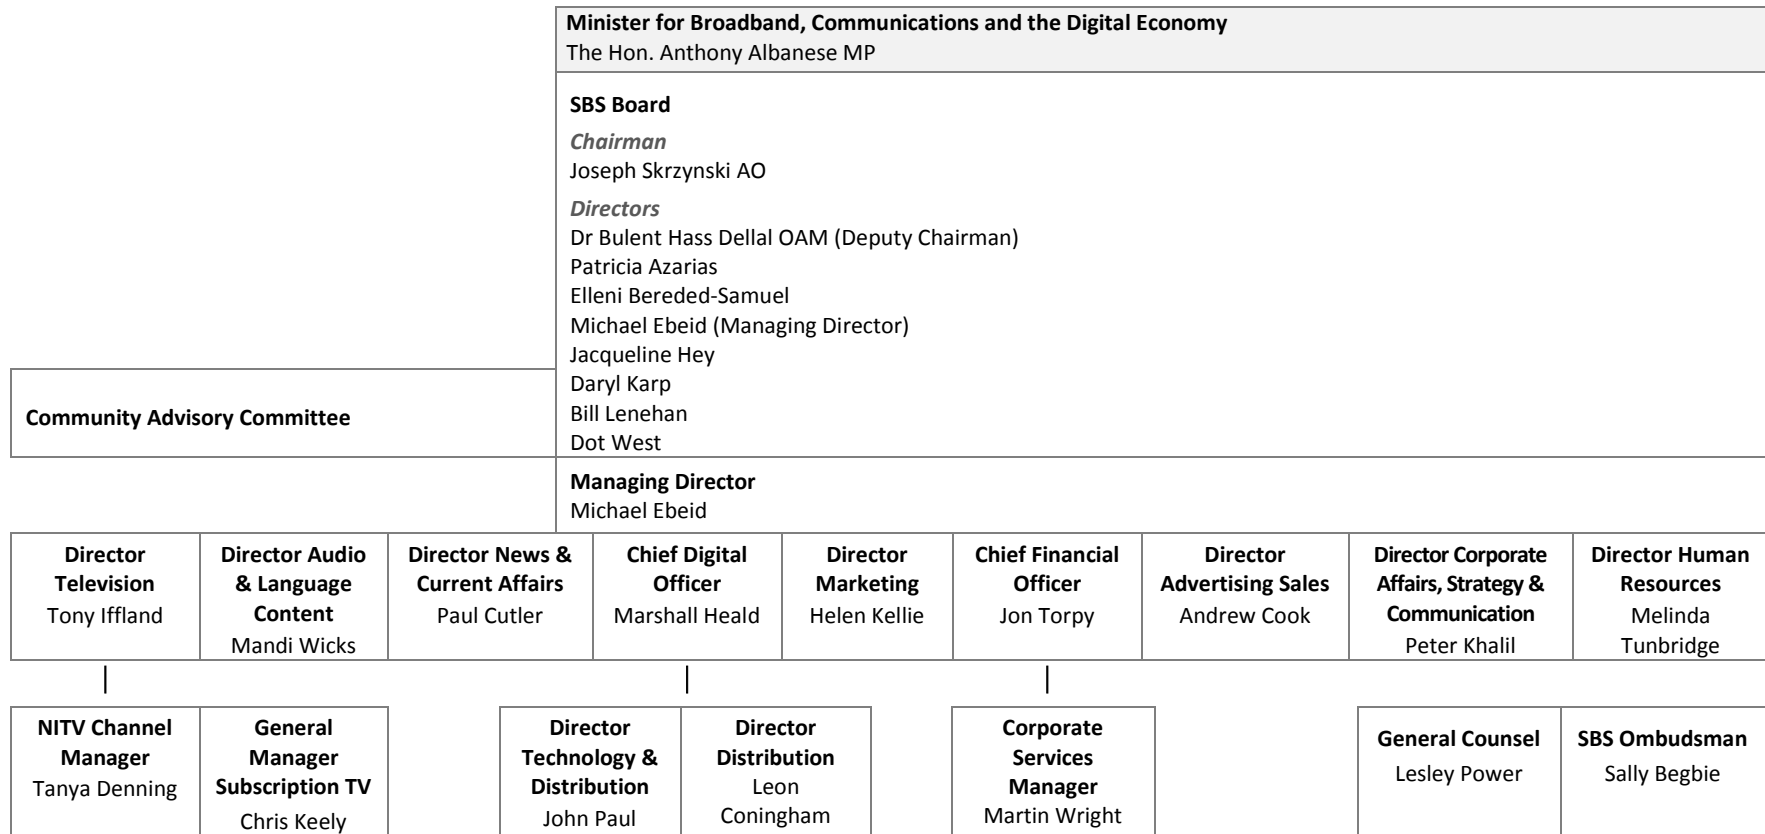 Minister for Broadband, Communications and the Digital Economy
The Hon. Anthony Albanese MP
SBS Board
Chairman
Joseph Skrzynski AO
Directors
Dr Bulent Hass Dellal OAM (Deputy Chairman)
Patricia Azarias
Elleni Bereded-Samuel
Michael Ebeid (Managing Director)
Jacqueline Hey
Daryl Karp
Bill Lenehan
Dot West
Community Advisory Committee
Managing Director
Michael Ebeid
Director
Television
Tony Iffland
Director Audio
& Language
Content
Mandi Wicks
Director News &
Current Affairs
Paul Cutler
Chief Digital
Officer
Marshall Heald
Director
Marketing
Helen Kellie
Chief Financial
Officer
Jon Torpy
Director
Advertising Sales
Andrew Cook
Director Corporate
Affairs, Strategy &
Communication
Peter Khalil
Director Human
Resources
Melinda
Tunbridge
NITV Channel
Manager
Tanya Denning
General
Manager
Subscription TV
Chris Keely
Director
Technology &
Distribution
John Paul
Director
Distribution
Leon
Coningham
Corporate
Services
Manager
Martin Wright
General Counsel
Lesley Power
SBS Ombudsman
Sally Begbie